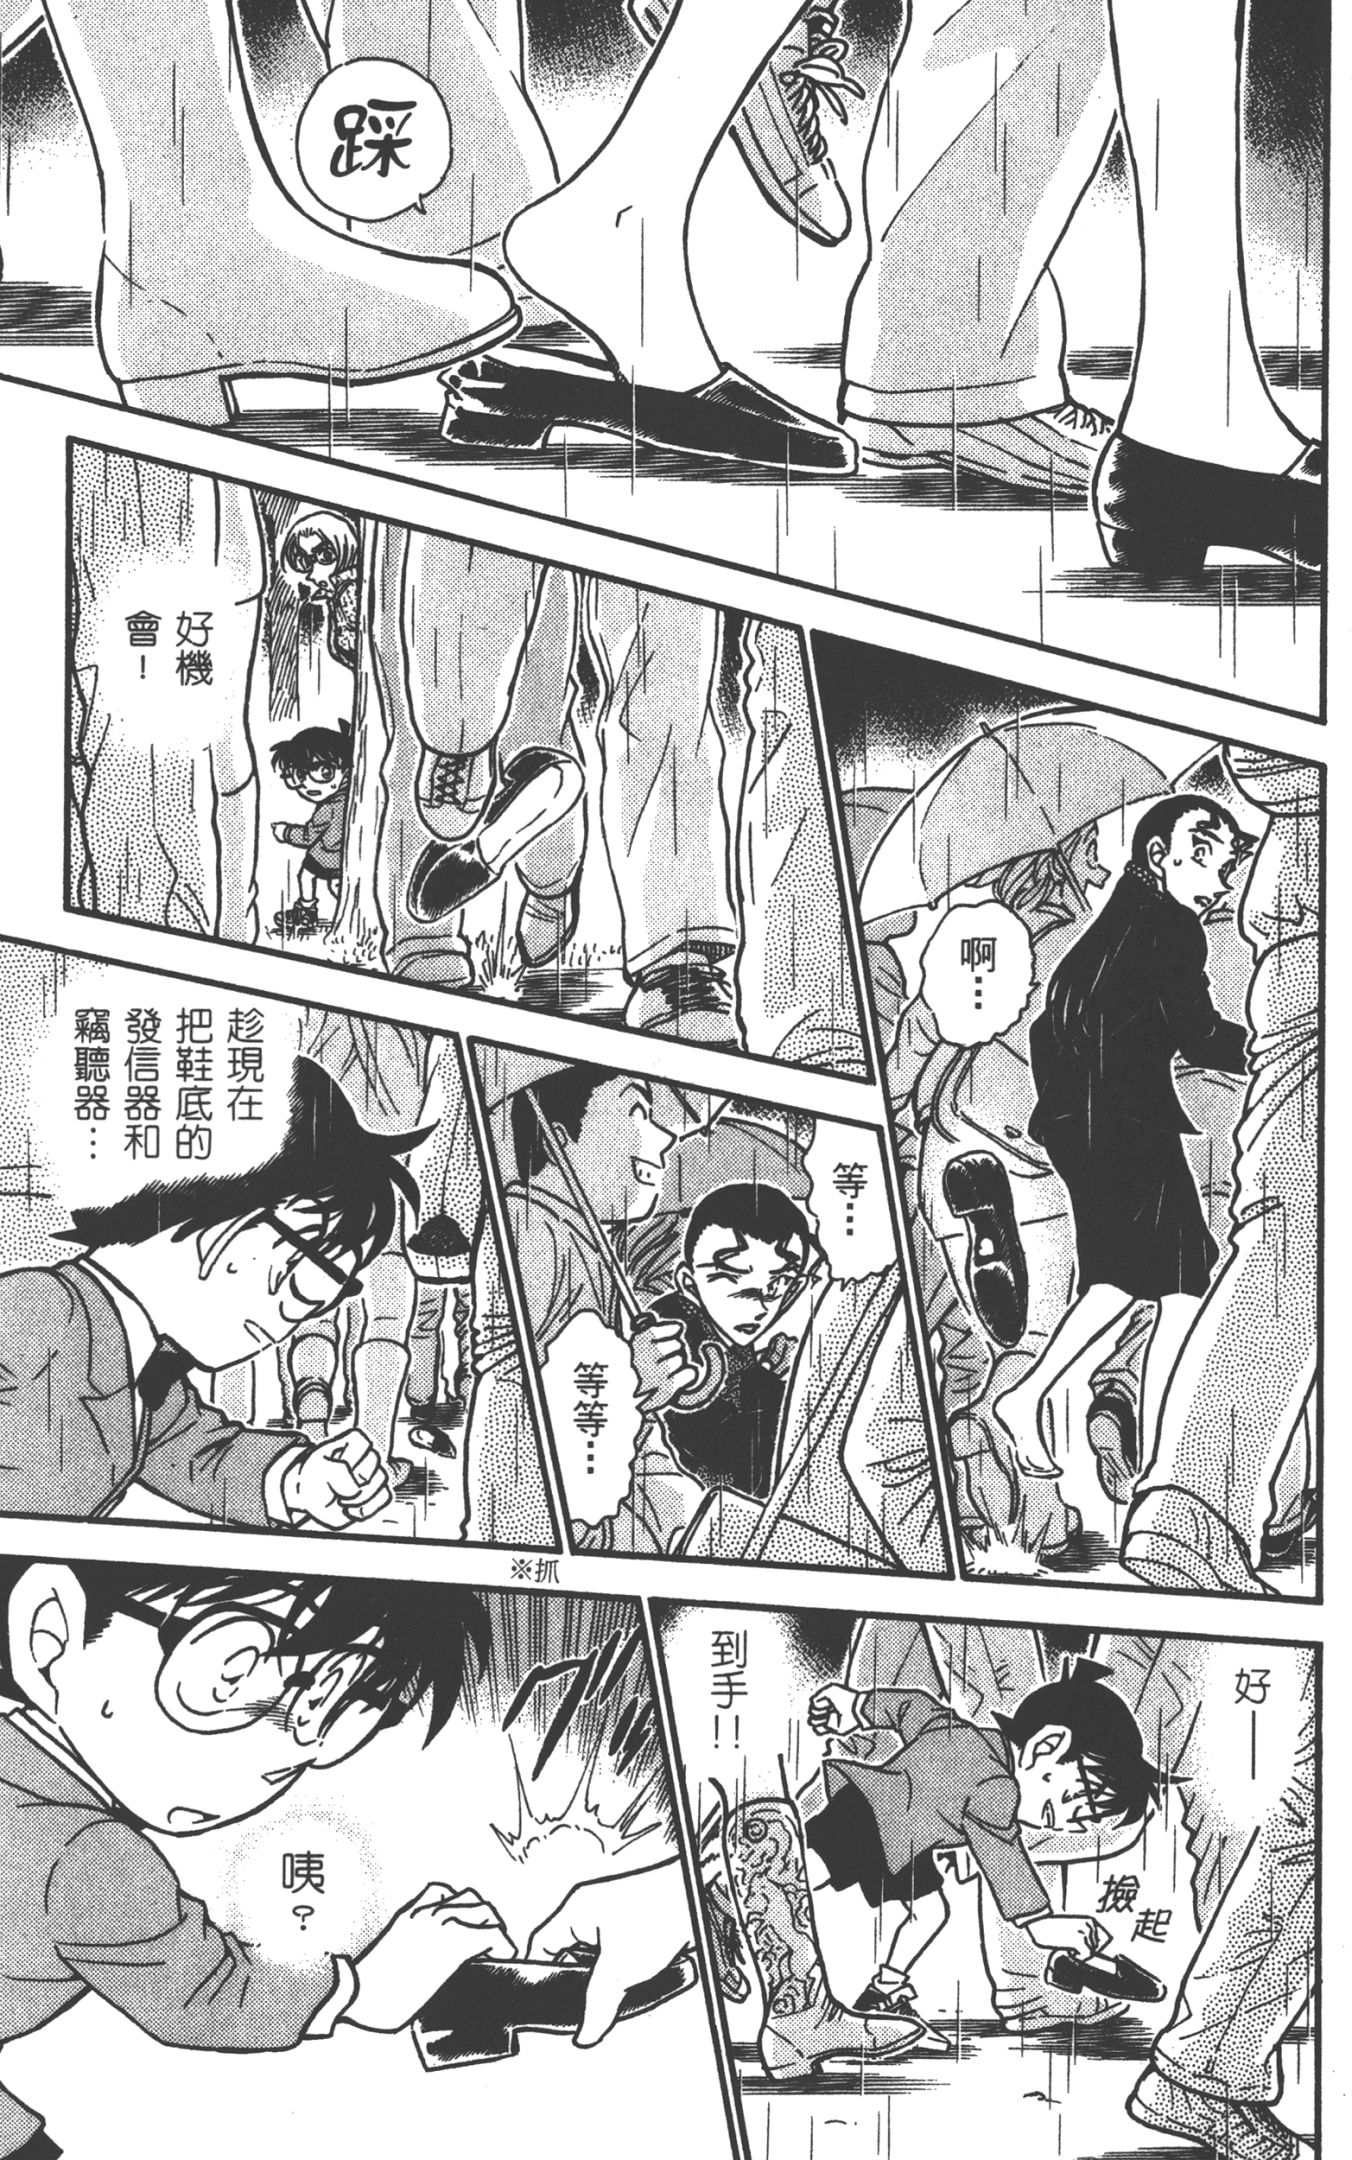 踩
好機
會！
啊…
等…
等等…
趁現在
把鞋底的
發信器和
竊聽器…
好—
撿起
到手!!
※抓
咦？